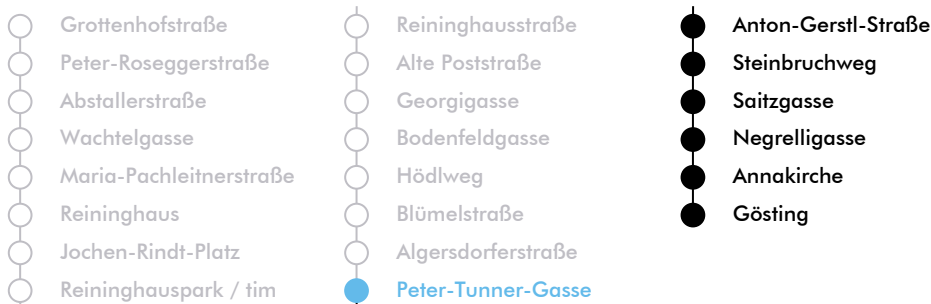 Grottenhofstraße
Peter-Roseggerstraße
Abstallerstraße
Wachtelgasse
Maria-Pachleitnerstraße
Reininghaus
Jochen-Rindt-Platz
Reininghauspark / tim
Reininghausstraße
Alte Poststraße
Georgigasse
Bodenfeldgasse
Hödlweg
Blümelstraße
Algersdorferstraße
Peter-Tunner-Gasse
Anton-Gerstl-Straße
Steinbruchweg
Saitzgasse
Negrelligasse
Annakirche
Gösting